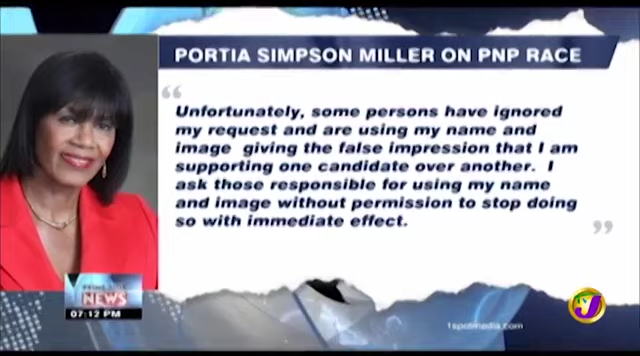 PORTIA SIMPSON MILLER ON PNP RACE
“
Unfortunately, some persons have ignored
my request and are using my name and
image giving the false impression that I am
supporting one candidate over another. I
ask those responsible for using my name
and image without permission to stop doing
so with immediate effect.
”
PRIME TIME
NEWS
07:12 PM
1spotmedia.com